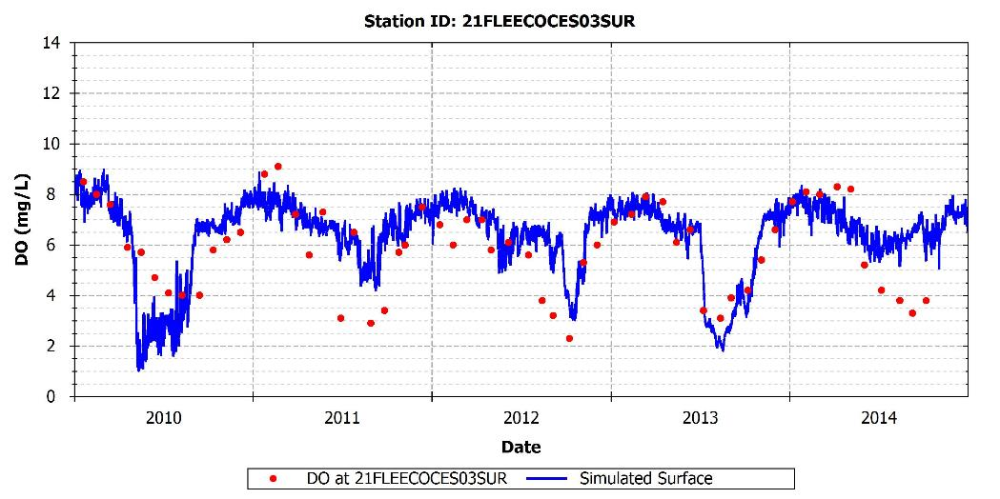 Station ID: 21FLEECOCES03SUR
14
12
10
8
6
4
2
0
DO (mg/L)
2010 2011 2012 2013 2014
Date
DO at 21FLEECOCES03SUR Simulated Surface